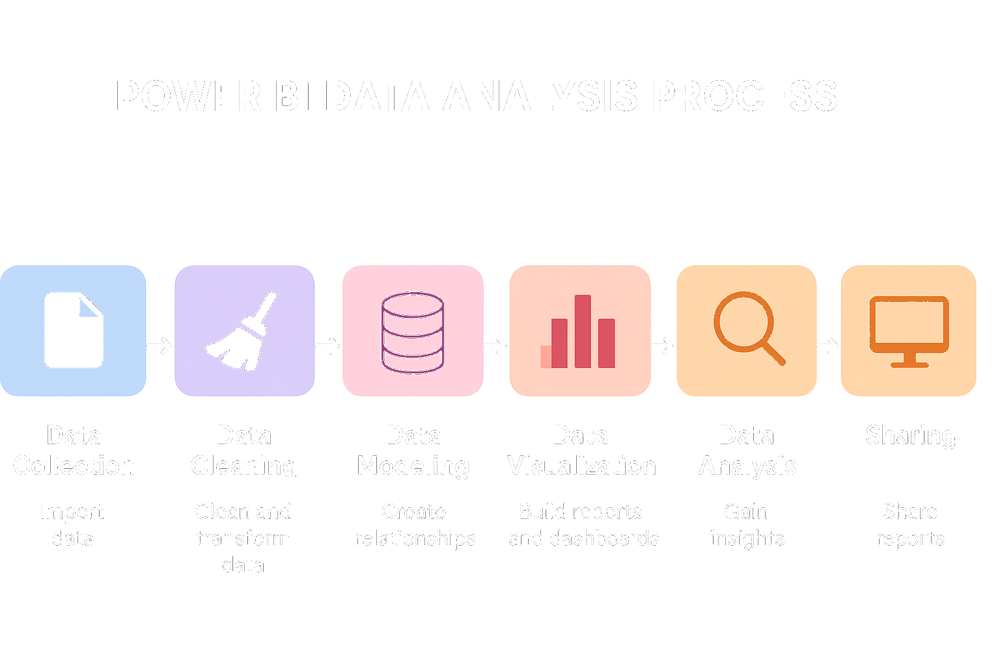 POWER BI DATA ANALYSIS PROCESS
Data
Collection
Import
data
Data
Cleaning
Clean and
transform
data
Data
Modeling
Create
relationships
Data
Visualization
Build reports
and dashboards
Data
Analysis
Gain
insights
Sharing
Share
reports